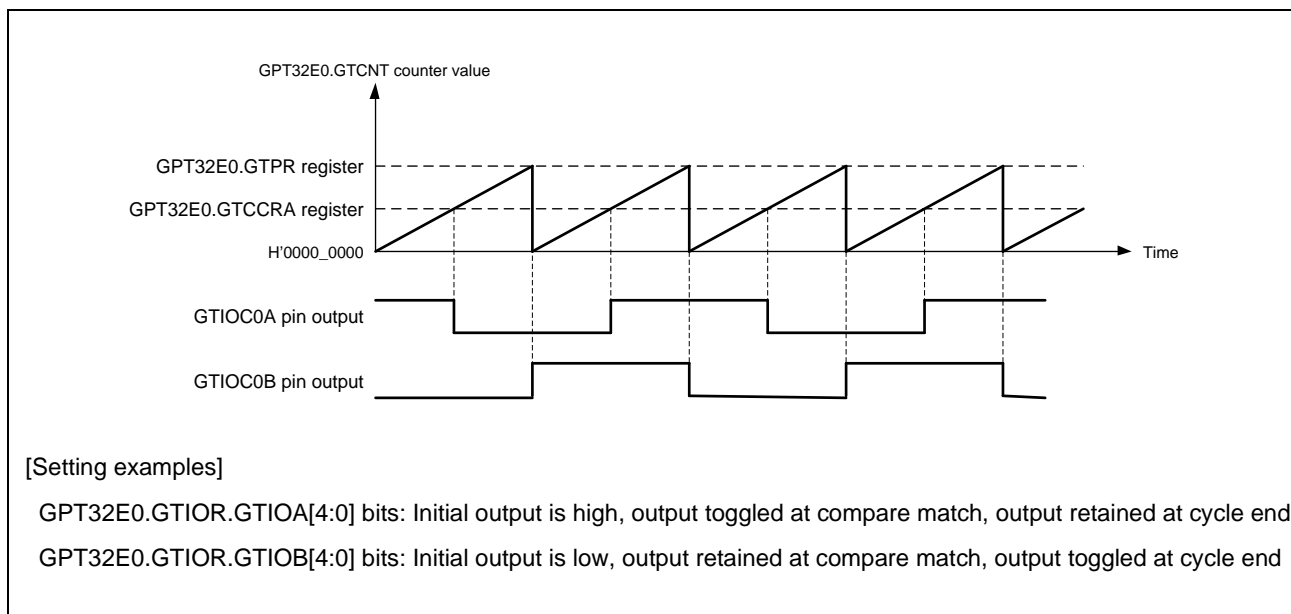 GPT32E0.GTCNT counter value
GPT32E0.GTPR register
GPT32E0.GTCCRA register
H'0000_0000
Time
GTIOC0A pin output
GTIOC0B pin output
[Setting examples]
GPT32E0.GTIOR.GTIOA[4:0] bits: Initial output is high, output toggled at compare match, output retained at cycle end
GPT32E0.GTIOR.GTIOB[4:0] bits: Initial output is low, output retained at compare match, output toggled at cycle end